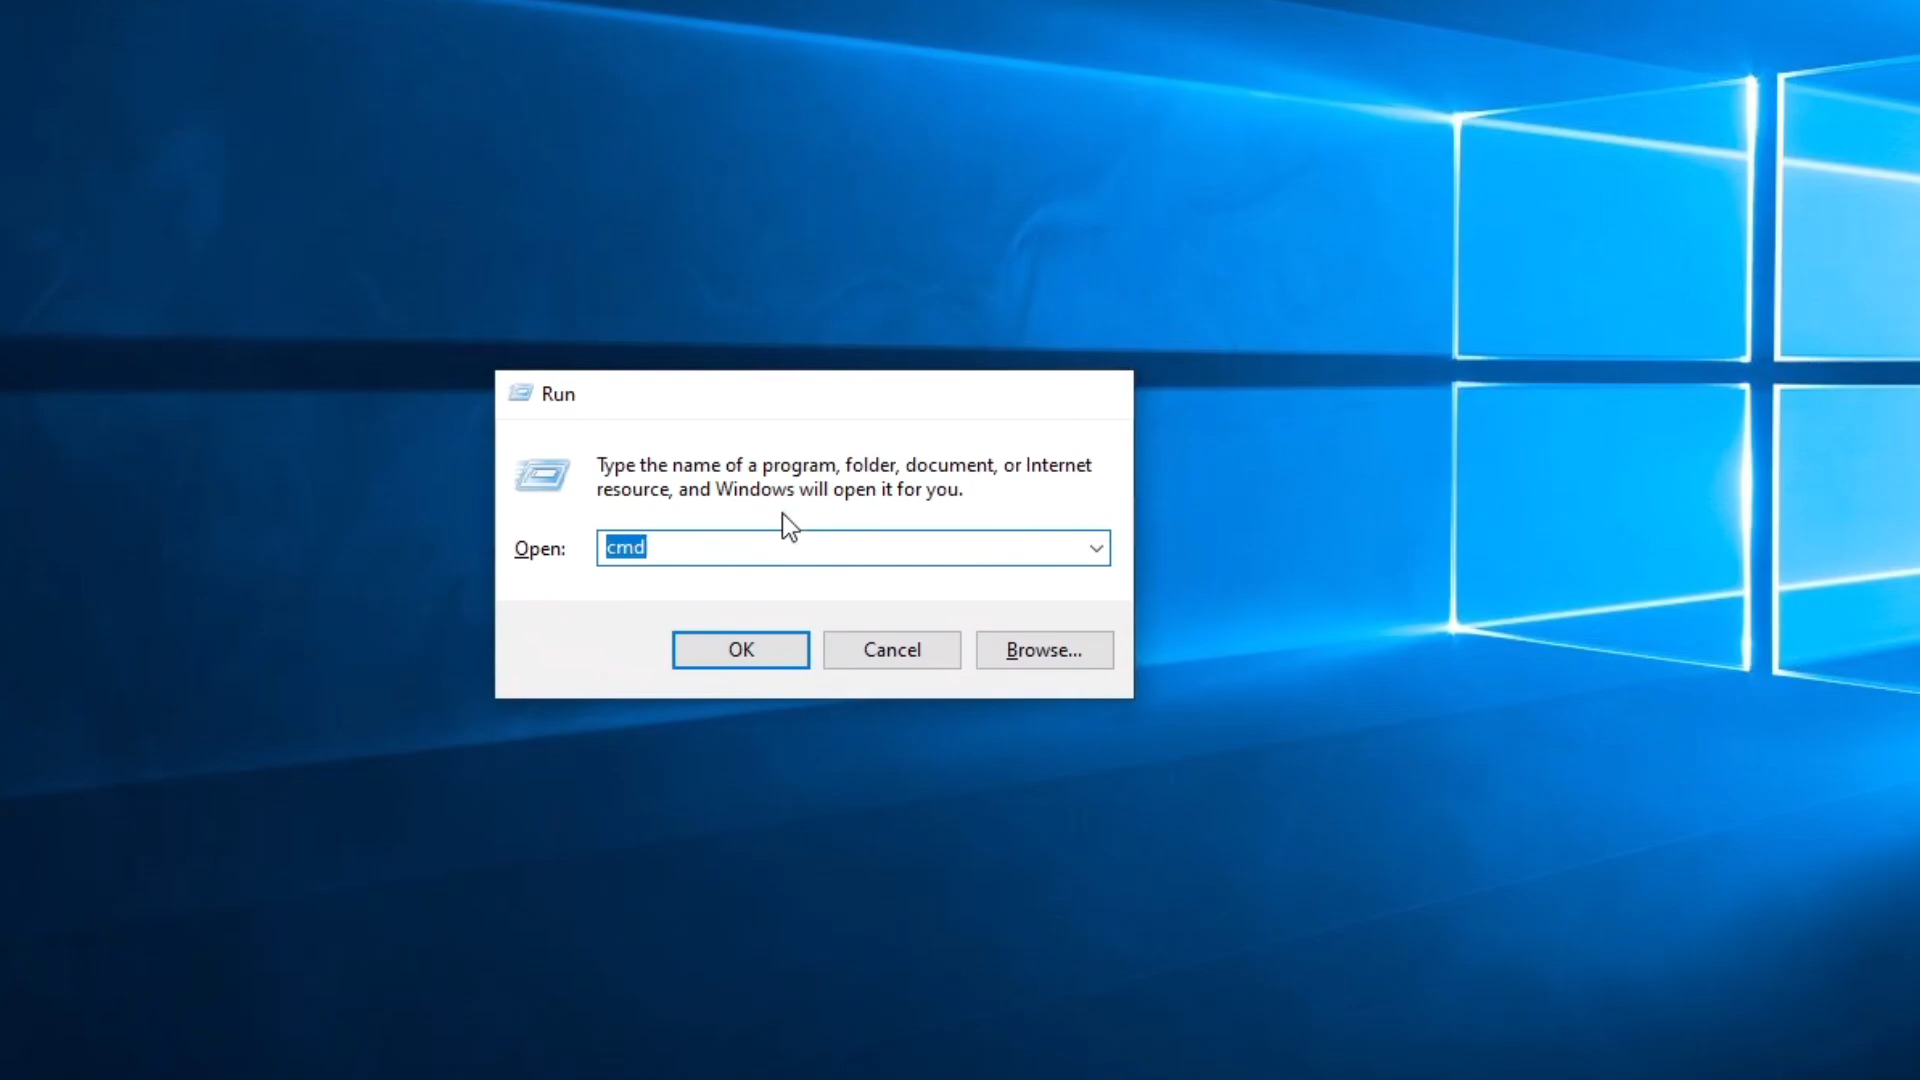 Run
Type the name of a program, folder, document, or Internet
resource, and Windows will open it for you.
Open: cmd
OK Cancel Browse...